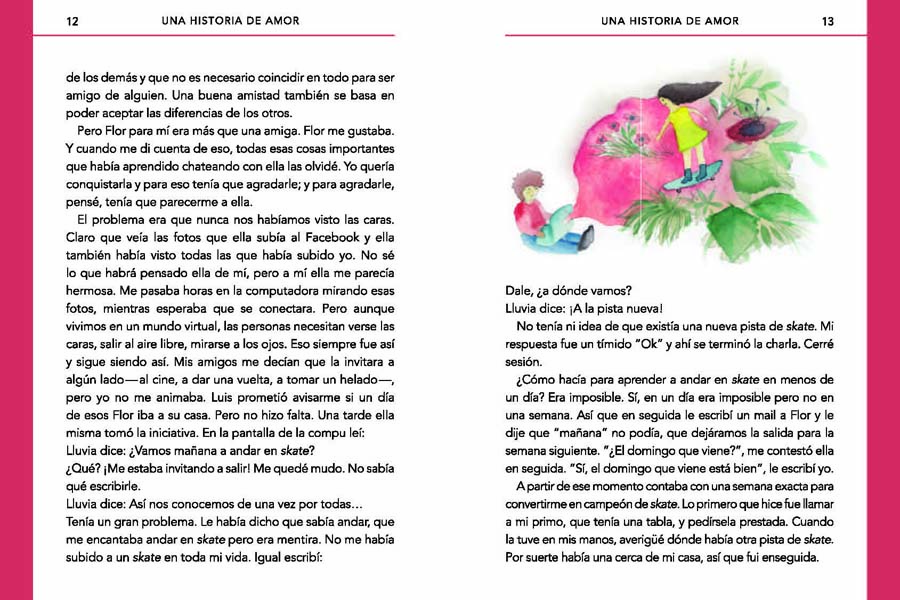 12
UNA HISTORIA DE AMOR
de los demás y que no es necesario coincidir en todo para ser
amigo de alguien. Una buena amistad también se basa en
poder aceptar las diferencias de los otros.
Pero Flor para mí era más que una amiga. Flor me gustaba.
Y cuando me di cuenta de eso, todas esas cosas importantes
que había aprendido chateando con ella las olvidé. Yo quería
conquistarla y para eso tenía que agradarle; y para agradarle,
pensé, tenía que parecerme a ella.
El problema era que nunca nos habíamos visto las caras.
Claro que veía las fotos que ella subía al Facebook y ella
también había visto todas las que había subido yo. No sé
lo que habrá pensado ella de mí, pero a mí ella me parecía
hermosa. Me pasaba horas en la computadora mirando esas
fotos, mientras esperaba que se conectara. Pero aunque
vivimos en un mundo virtual, las personas necesitan verse las
caras, salir al aire libre, mirarse a los ojos. Eso siempre fue así
y sigue siendo así. Mis amigos me decían que la invitara a
algún lado—al cine, a dar una vuelta, a tomar un helado—,
pero yo no me animaba. Luis prometió avisarme si un día
de esos Flor iba a su casa. Pero no hizo falta. Una tarde ella
misma tomó la iniciativa. En la pantalla de la compu leí:
Lluvia dice: ¿Vamos mañana a andar en skate?
¿Qué? ¡Me estaba invitando a salir! Me quedé mudo. No sabía
qué escribirle.
Lluvia dice: Así nos conocemos de una vez por todas…
Tenía un gran problema. Le había dicho que sabía andar, que
me encantaba andar en skate pero era mentira. No me había
subido a un skate en toda mi vida. Igual escribí:
UNA HISTORIA DE AMOR
13
Dale, ¿a dónde vamos?
Lluvia dice: ¡A la pista nueva!
No tenía ni idea de que existía una nueva pista de skate. Mi
respuesta fue un tímido "Ok" y ahí se terminó la charla. Cerré
sesión.
¿Cómo hacía para aprender a andar en skate en menos de
un día? Era imposible. Sí, en un día era imposible pero no en
una semana. Así que en seguida le escribí un mail a Flor y le
dije que "mañana" no podía, que dejáramos la salida para la
semana siguiente. "¿El domingo que viene?", me contestó ella
en seguida. "Sí, el domingo que viene está bien", le escribí yo.
A partir de ese momento contaba con una semana exacta para
convertirme en campeón de skate. Lo primero que hice fue llamar
a mi primo, que tenía una tabla, y pedírsela prestada. Cuando
la tuve en mis manos, averigüé dónde había otra pista de skate.
Por suerte había una cerca de mi casa, así que fui enseguida.